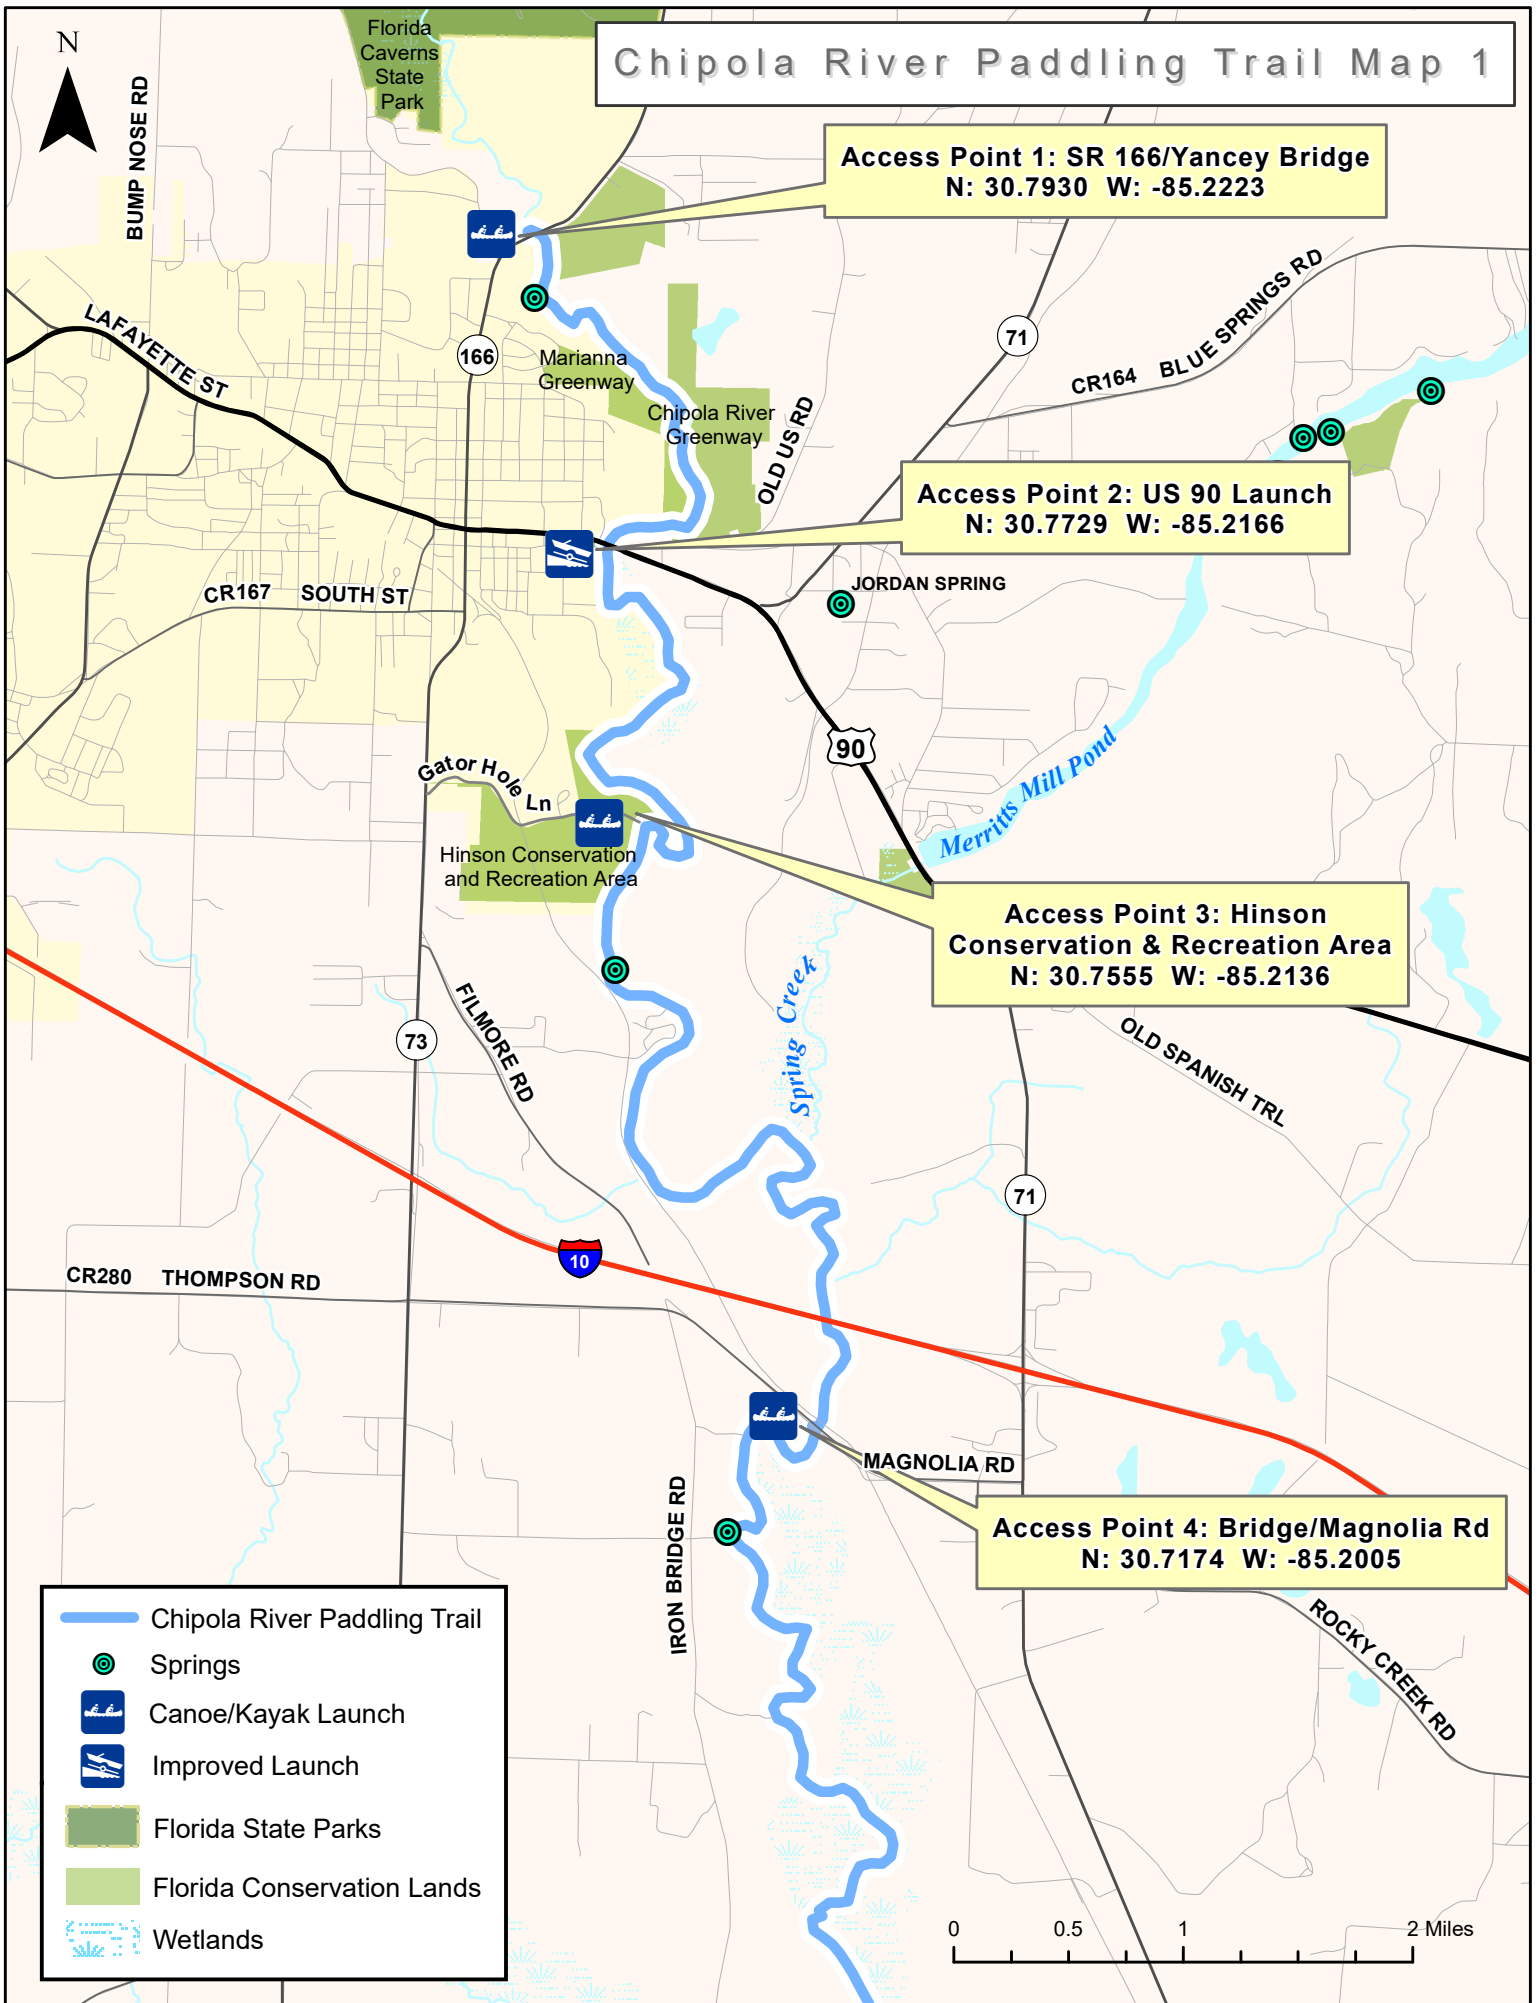 Chipola River Paddling Trail Map 1
N
Florida
Caverns
State
Park
BUMP NOSE RD
Access Point 1: SR 166/Yancey Bridge
N: 30.7930  W: -85.2223
LAFAYETTE ST
166
71
CR164 BLUE SPRINGS RD
Marianna
Greenway
Chipola River
Greenway
OLD US RD
Access Point 2: US 90 Launch
N: 30.7729  W: -85.2166
CR167 SOUTH ST
JORDAN SPRING
90
Gator Hole Ln
Merritts Mill Pond
Hinson Conservation
and Recreation Area
Access Point 3: Hinson
Conservation & Recreation Area
N: 30.7555  W: -85.2136
Spring Creek
FILMORE RD
73
OLD SPANISH TRL
71
10
CR280 THOMPSON RD
MAGNOLIA RD
IRON BRIDGE RD
Access Point 4: Bridge/Magnolia Rd
N: 30.7174  W: -85.2005
ROCKY CREEK RD
Chipola River Paddling Trail
Springs
Canoe/Kayak Launch
Improved Launch
Florida State Parks
Florida Conservation Lands
Wetlands
0 0.5 1 2 Miles